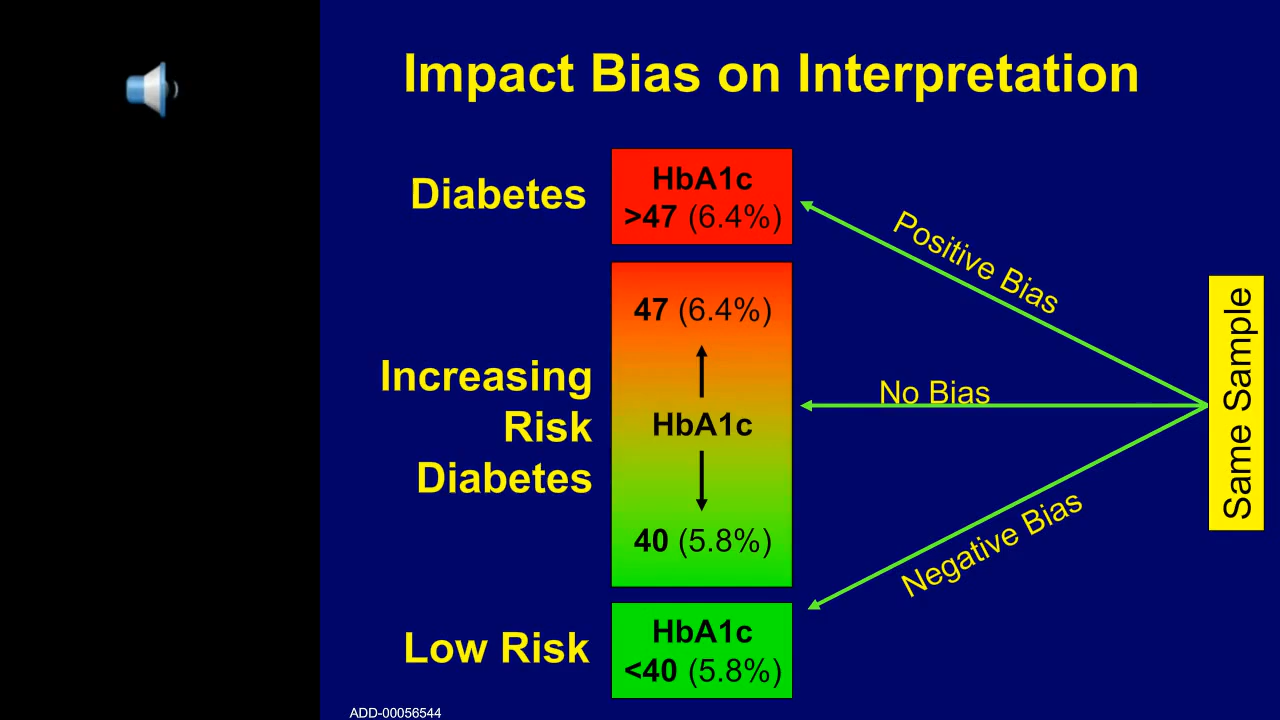 Impact Bias on Interpretation
Diabetes
HbA1c
>47 (6.4%)
Positive Bias
47 (6.4%)
Increasing
Risk
Diabetes
HbA1c
No Bias
Same Sample
40 (5.8%)
Negative Bias
Low Risk
HbA1c
<40 (5.8%)
ADD-00056544